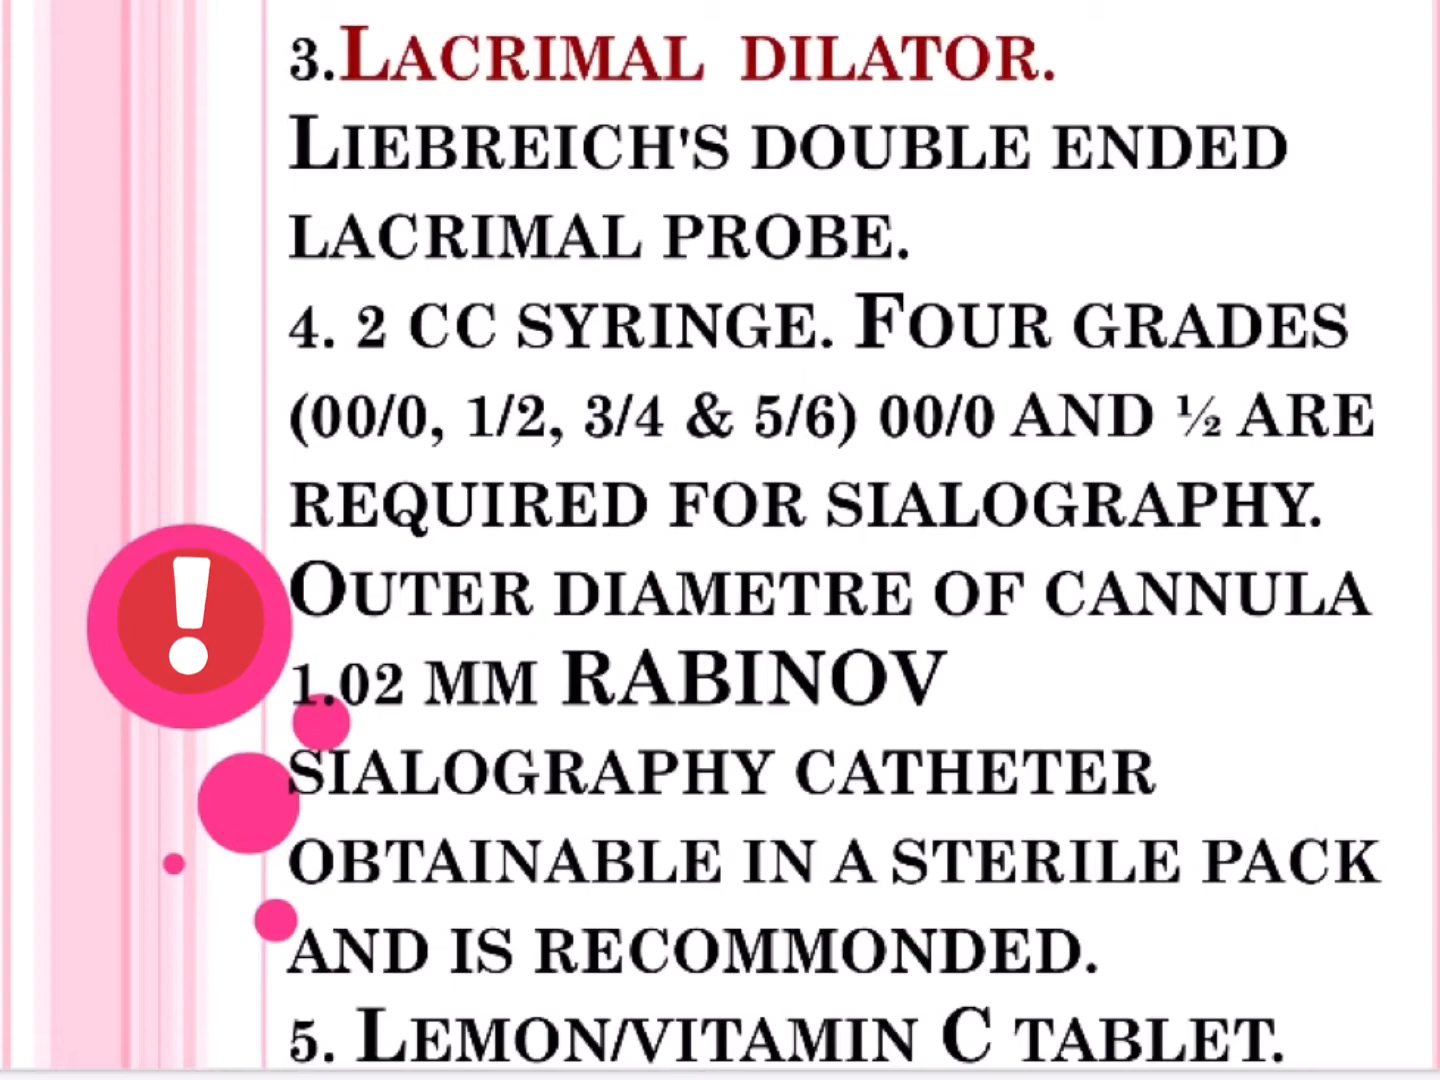 3.LACRIMAL DILATOR.
LIEBREICH'S DOUBLE ENDED
LACRIMAL PROBE.
4. 2 CC SYRINGE. FOUR GRADES
(00/0, 1/2, 3/4 & 5/6) 00/0 AND ½ ARE
REQUIRED FOR SIALOGRAPHY.
OUTER DIAMETRE OF CANNULA
1.02 MM RABINOV
SIALOGRAPHY CATHETER
OBTAINABLE IN A STERILE PACK
AND IS RECOMMONDED.
5. LEMON/VITAMIN C TABLET.